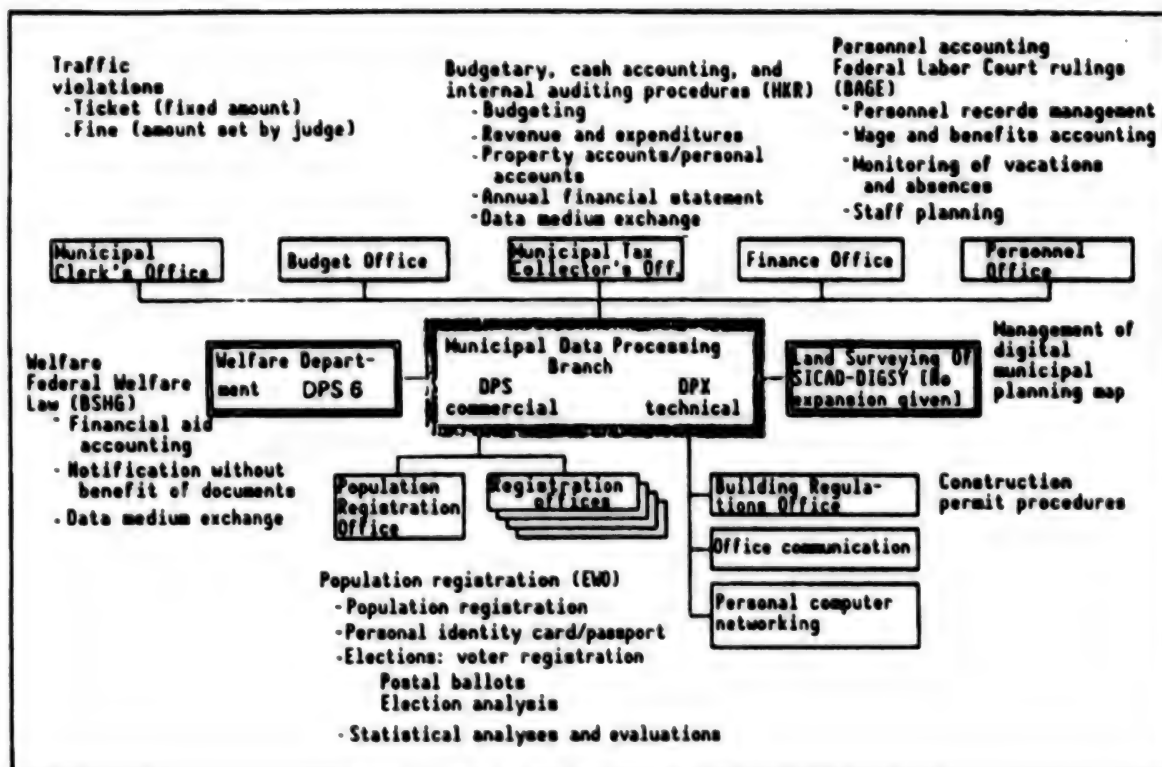 Traffic
violations
- Ticket (fixed amount)
- Fine (amount set by judge)
Budgetary, cash accounting, and
internal auditing procedures (HKR)
- Budgeting
- Revenue and expenditures
- Property accounts/personal
accounts
- Annual financial statement
- Data medium exchange
Personnel accounting
Federal Labor Court rulings
(BAGE)
- Personnel records management
- Wage and benefits accounting
- Monitoring of vacations
and absences
- Staff planning
Municipal
Clerk's Office
Budget Office
Municipal Tax
Collector's Off.
Finance Office
Personnel
Office
Welfare
Federal Welfare
Law (BSHG)
- Financial aid
accounting
- Notification without
benefit of documents
- Data medium exchange
Welfare Depart-
ment DPS 6
Municipal Data Processing
Branch
DPS DPX
commercial technical
Land Surveying Of
SICAD-DIGSY [No
expansion given]
Management of
digital
municipal
planning map
Population
Registration
Office
Registration
offices
Building Regula-
tions Office
Construction
permit procedures
Office communication
Personal computer
networking
Population registration (EWO)
- Population registration
- Personal identity card/passport
- Elections: voter registration
Postal ballots
Election analysis
- Statistical analyses and evaluations